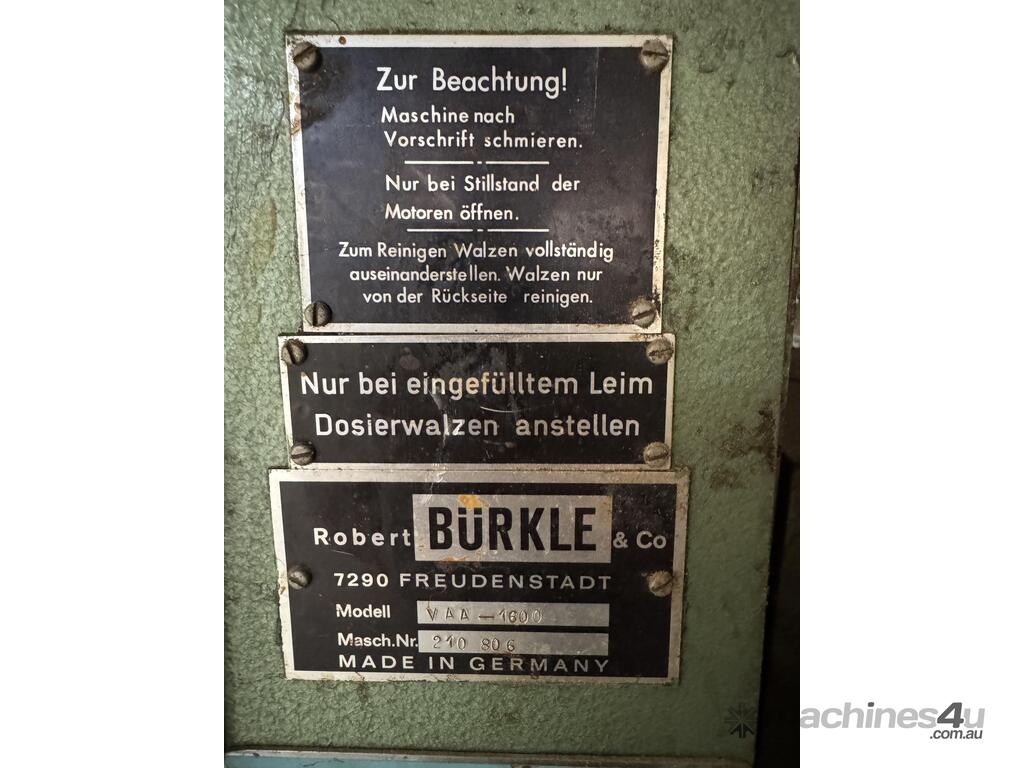 Zur Beachtung!
Maschine nach
Vorschrift schmieren.
Nur bei Stillstand der
Motoren öffnen.
Zum Reinigen Walzen vollständig
auseinanderstellen. Walzen nur
von der Rückseite reinigen.
Nur bei eingefülltem Leim
Dosierwalzen anstellen
Robert BÜRKLE & Co
7290 FREUDENSTADT
Modell VAA-1600
Masch.Nr. 210 806
MADE IN GERMANY
machines4u
.com.au